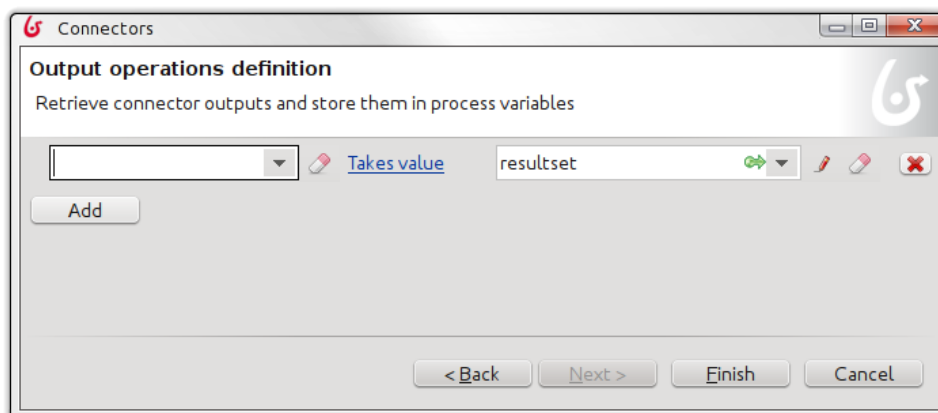 Connectors
Output operations definition
Retrieve connector outputs and store them in process variables
Takes value resultset
Add
< Back Next > Finish Cancel